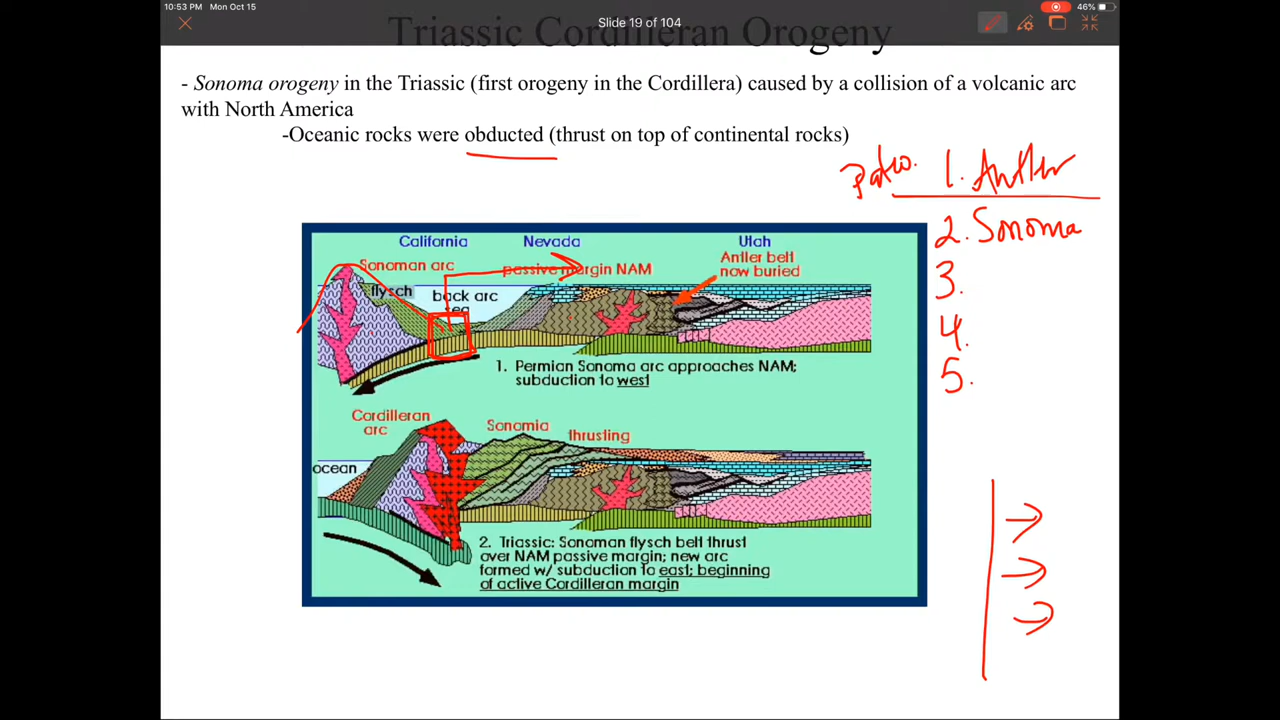 10:53 PM Mon Oct 15
Slide 19 of 104
46%
Triassic Cordilleran Orogeny
- Sonoma orogeny in the Triassic (first orogeny in the Cordillera) caused by a collision of a volcanic arc
with North America
-Oceanic rocks were obducted (thrust on top of continental rocks)
1. Antler
2. Sonoma
3.
4.
5.
California Nevada Utah
Sonoman arc
passive margin NAM
Antler belt
now buried
flysch
back arc
sea
1. Permian Sonoma arc approaches NAM;
subduction to west
Cordilleran
arc
Sonomia
thrusting
ocean
2. Triassic: Sonoman flysch belt thrust
over NAM passive margin; new arc
formed w/ subduction to east; beginning
of active Cordilleran margin